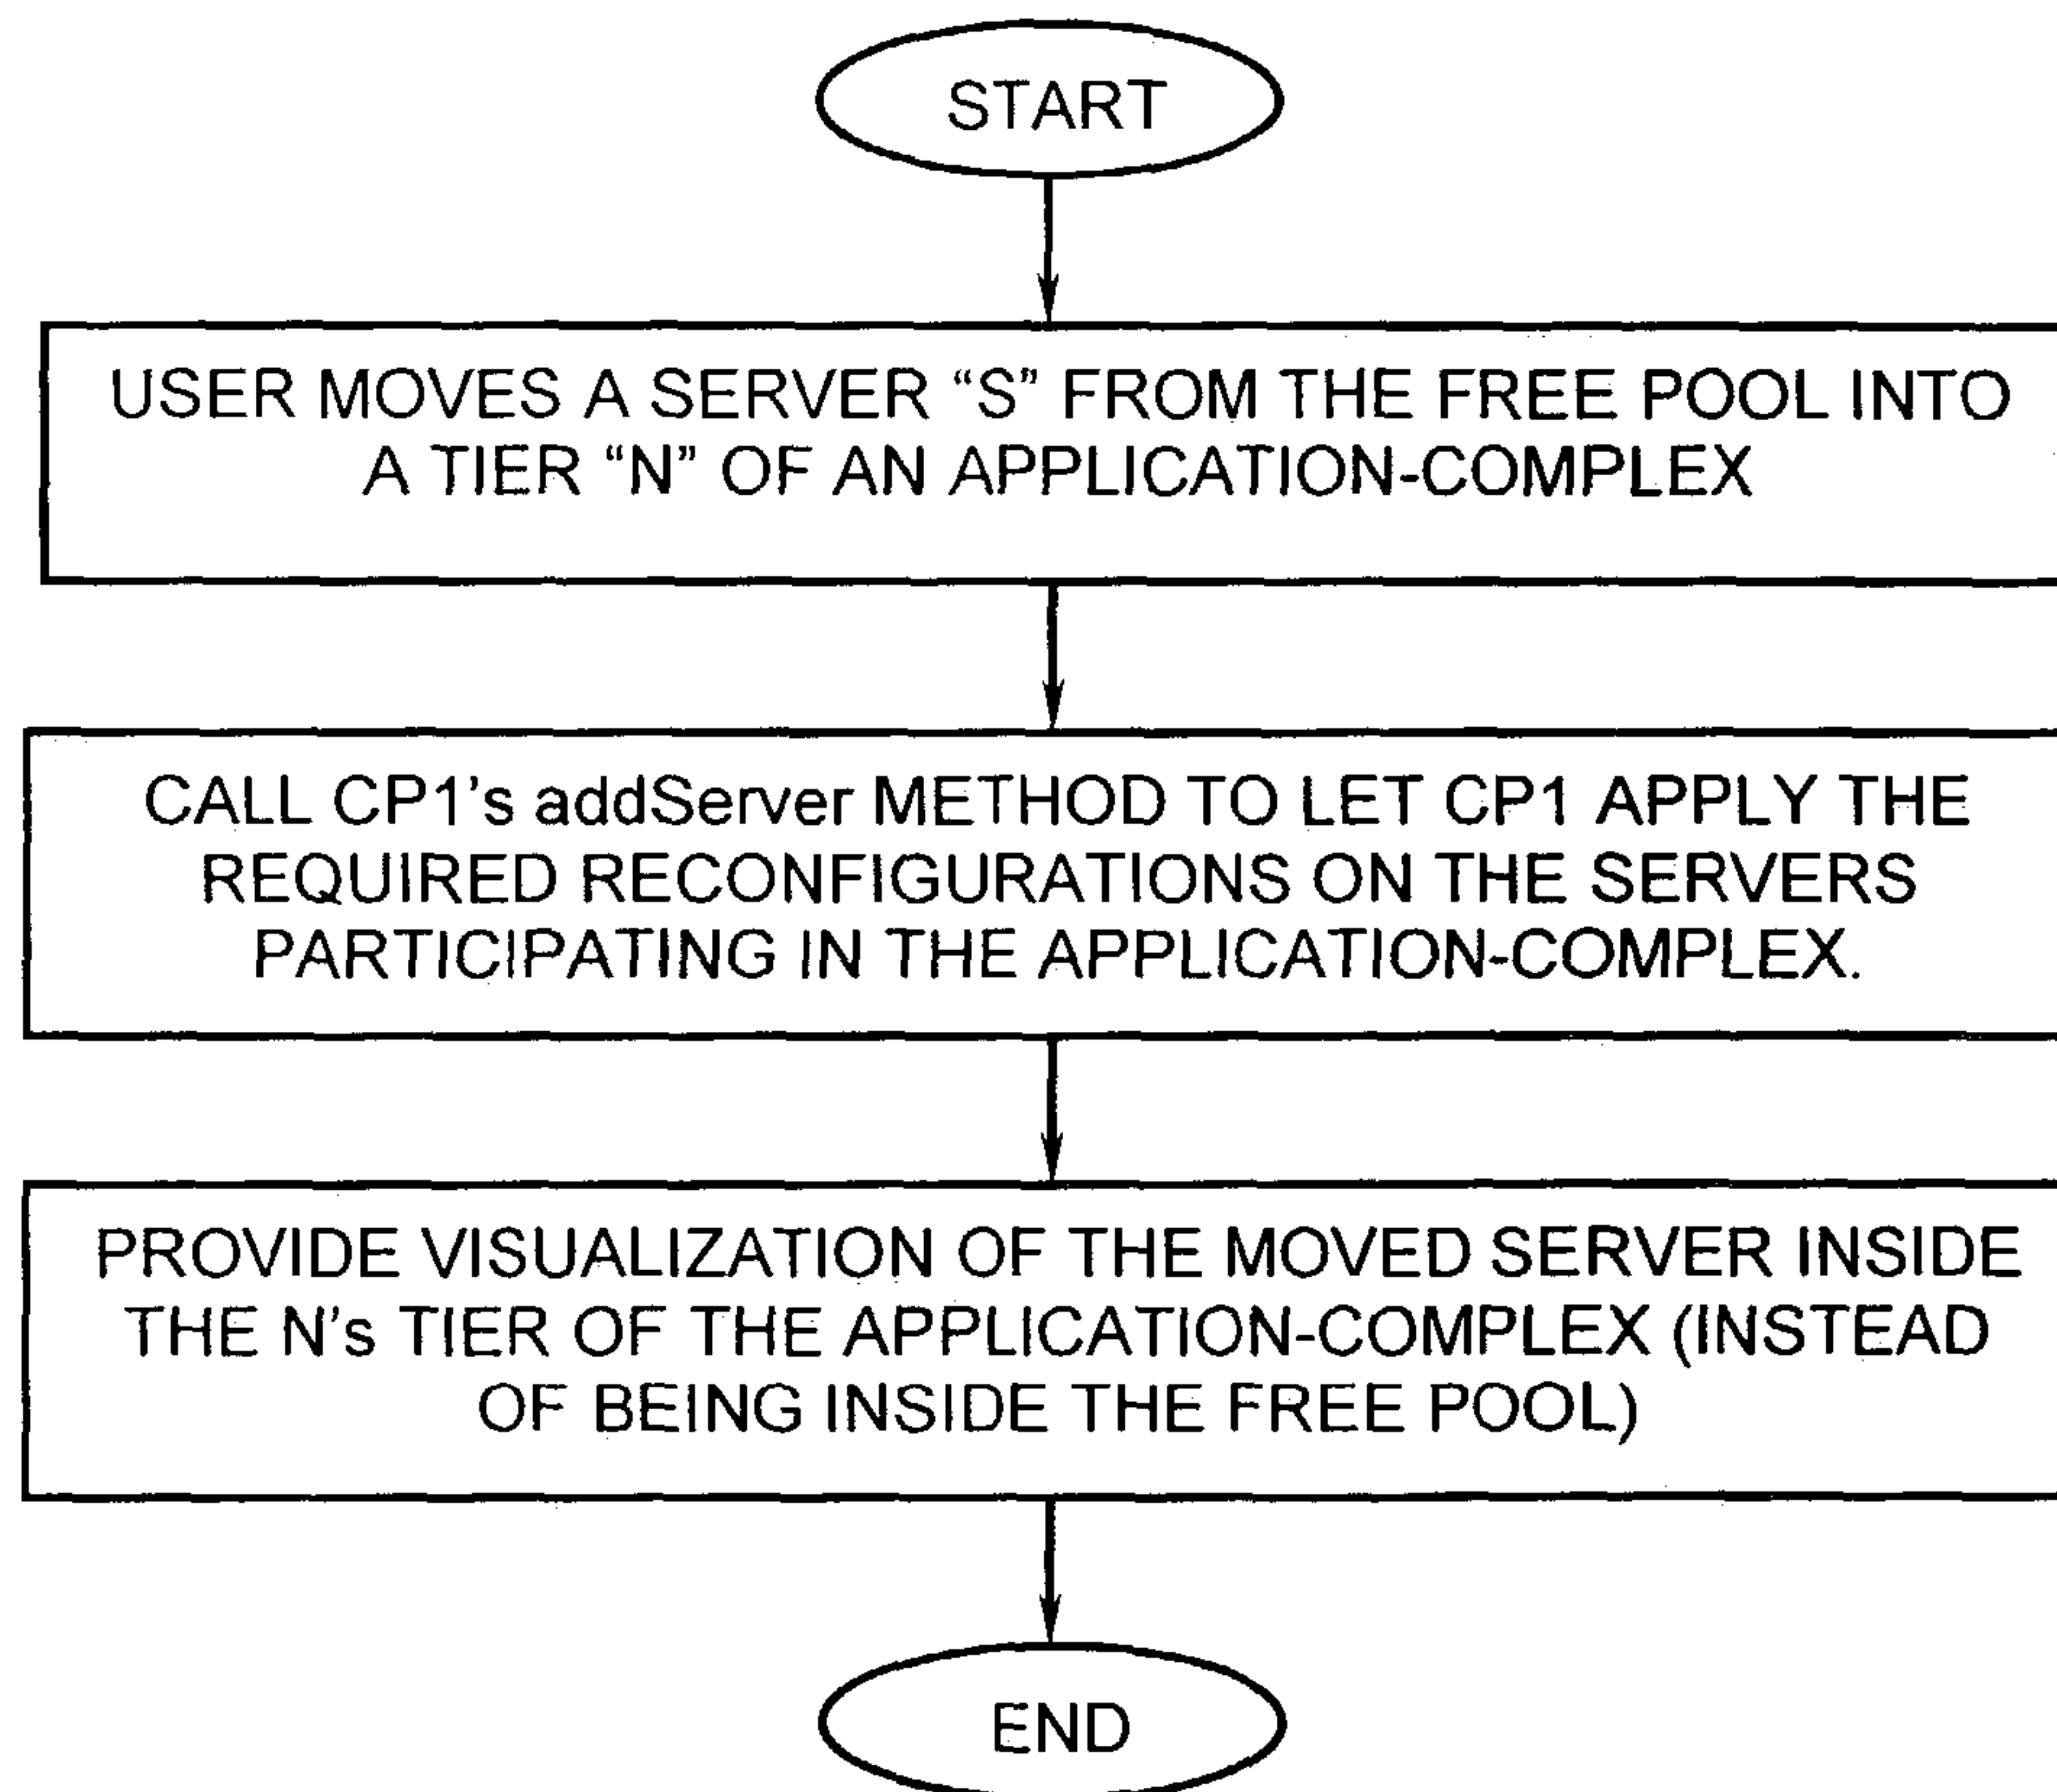 START
USER MOVES A SERVER “S” FROM THE FREE POOL INTO
A TIER “N” OF AN APPLICATION-COMPLEX
CALL CP1’s addServer METHOD TO LET CP1 APPLY THE
REQUIRED RECONFIGURATIONS ON THE SERVERS
PARTICIPATING IN THE APPLICATION-COMPLEX.
PROVIDE VISUALIZATION OF THE MOVED SERVER INSIDE
THE N’s TIER OF THE APPLICATION-COMPLEX (INSTEAD
OF BEING INSIDE THE FREE POOL)
END